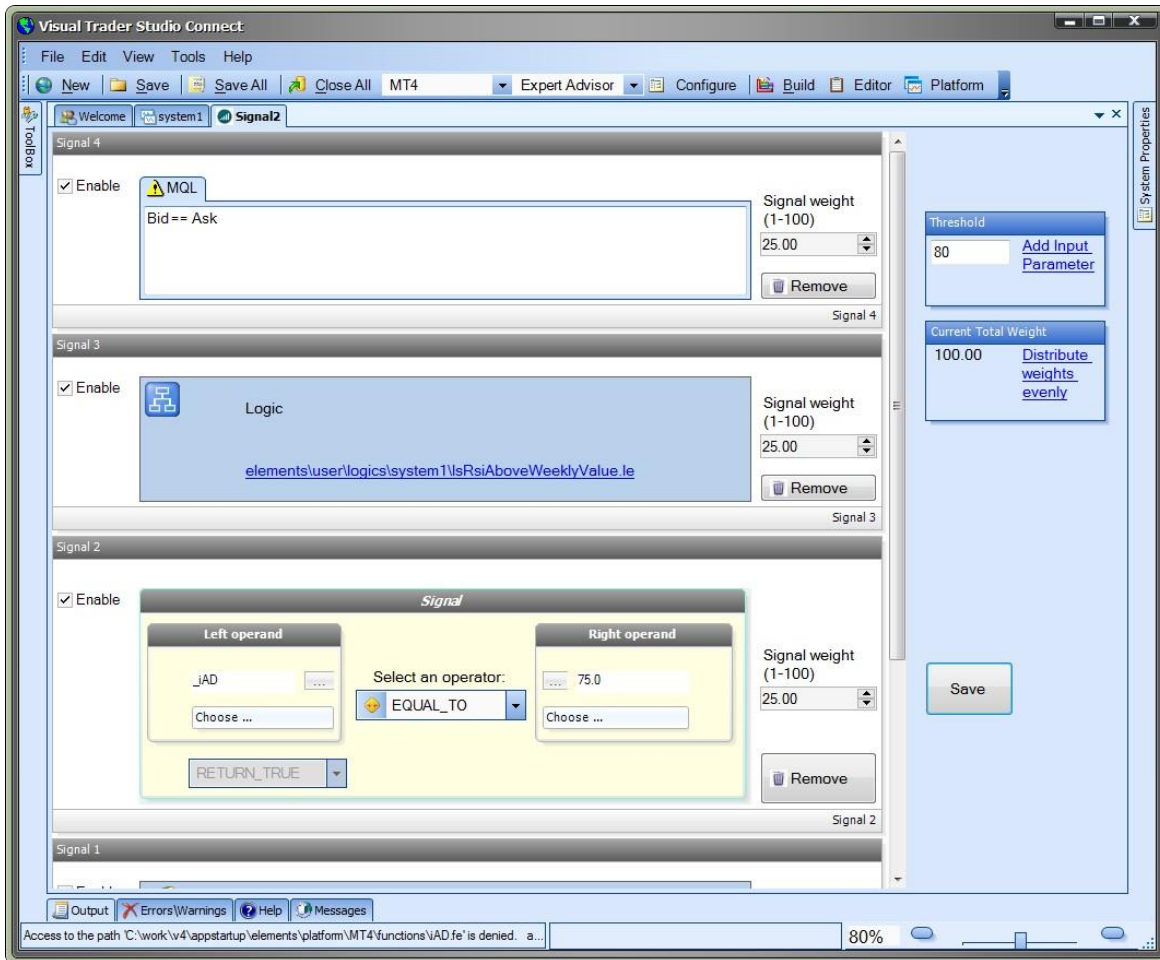 Visual Trader Studio Connect
File Edit View Tools Help
New Save Save All Close All MT4 Expert Advisor Configure Build Editor Platform
ToolBox
Welcome system1 Signal2
System Properties
Signal 4
Enable
MQL
Bid== Ask
Signal weight
(1-100)
25.00
Remove
Signal 4
Threshold
80
Add Input
Parameter
Signal 3
Enable
Logic
elements\user\logics\system1\IsRsiAboveWeeklyValue.le
Signal weight
(1-100)
25.00
Remove
Signal 3
Current Total Weight
100.00
Distribute
weights
evenly
Signal 2
Enable
Signal
Left operand
_iAD
...
Choose ...
Select an operator:
EQUAL_TO
Right operand
... 75.0
Choose ...
RETURN_TRUE
Signal weight
(1-100)
25.00
Remove
Signal 2
Save
Signal 1
Output Errors\Warnings Help Messages
Access to the path 'C:\work\v4\appstartup\elements\platform\MT4\functions\iAD.fe' is denied. a...
80%